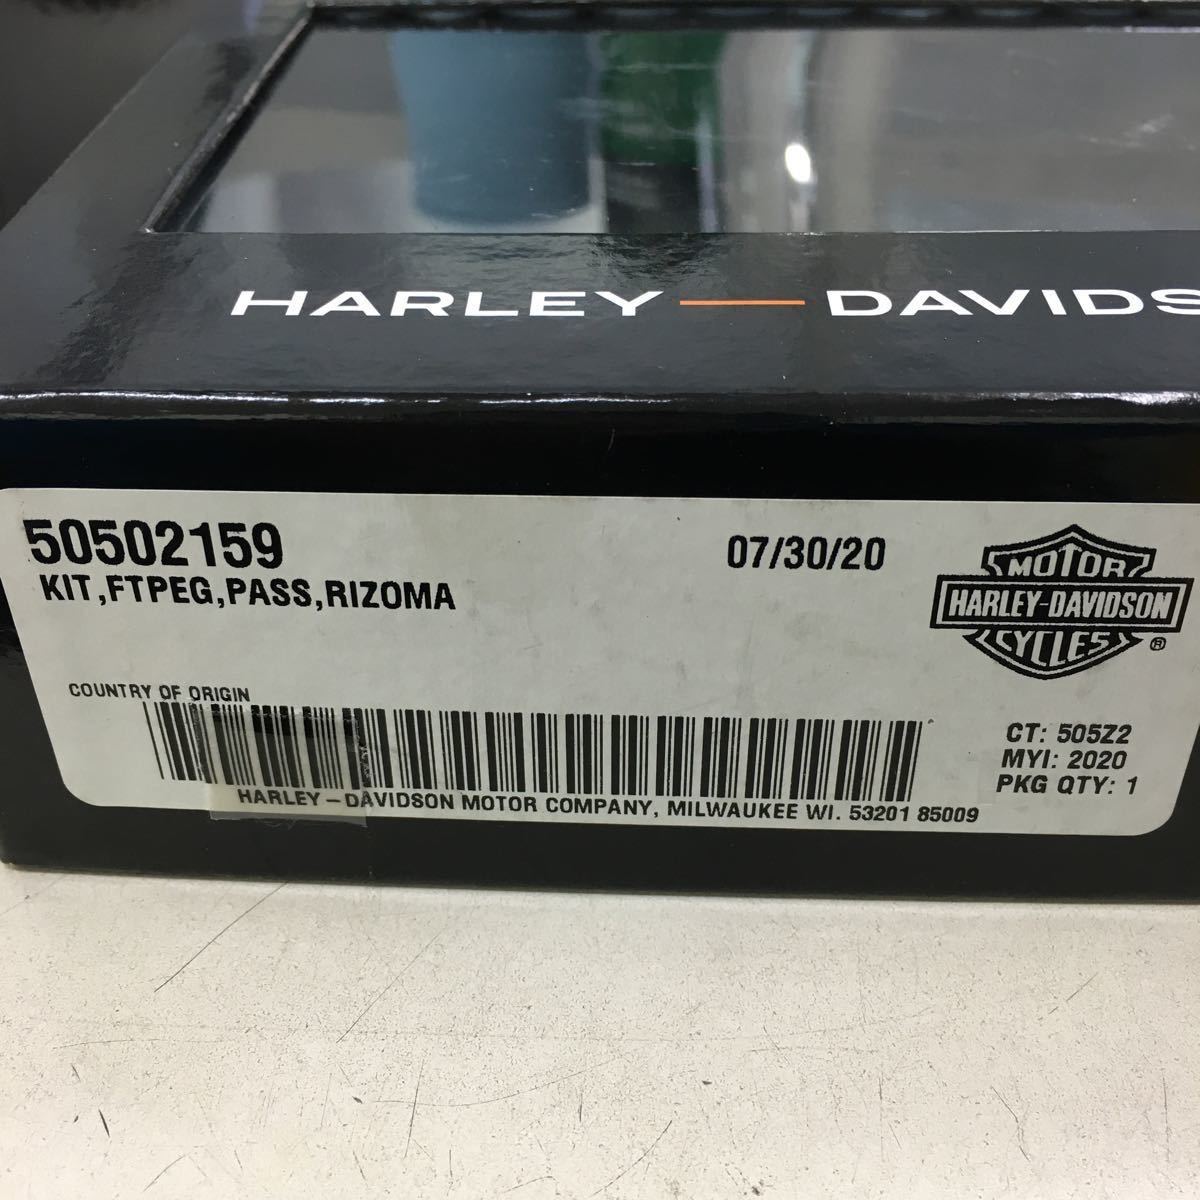 HARLEY—DAVIDS
50502159
07/30/20
KIT,FTPEG,PASS,RIZOMA
MOTOR
HARLEY-DAVIDSON
CYCLES
®
COUNTRY OF ORIGIN
CT: 505Z2
MYI: 2020
PKG QTY: 1
HARLEY–DAVIDSON MOTOR COMPANY, MILWAUKEE WI. 53201 85009